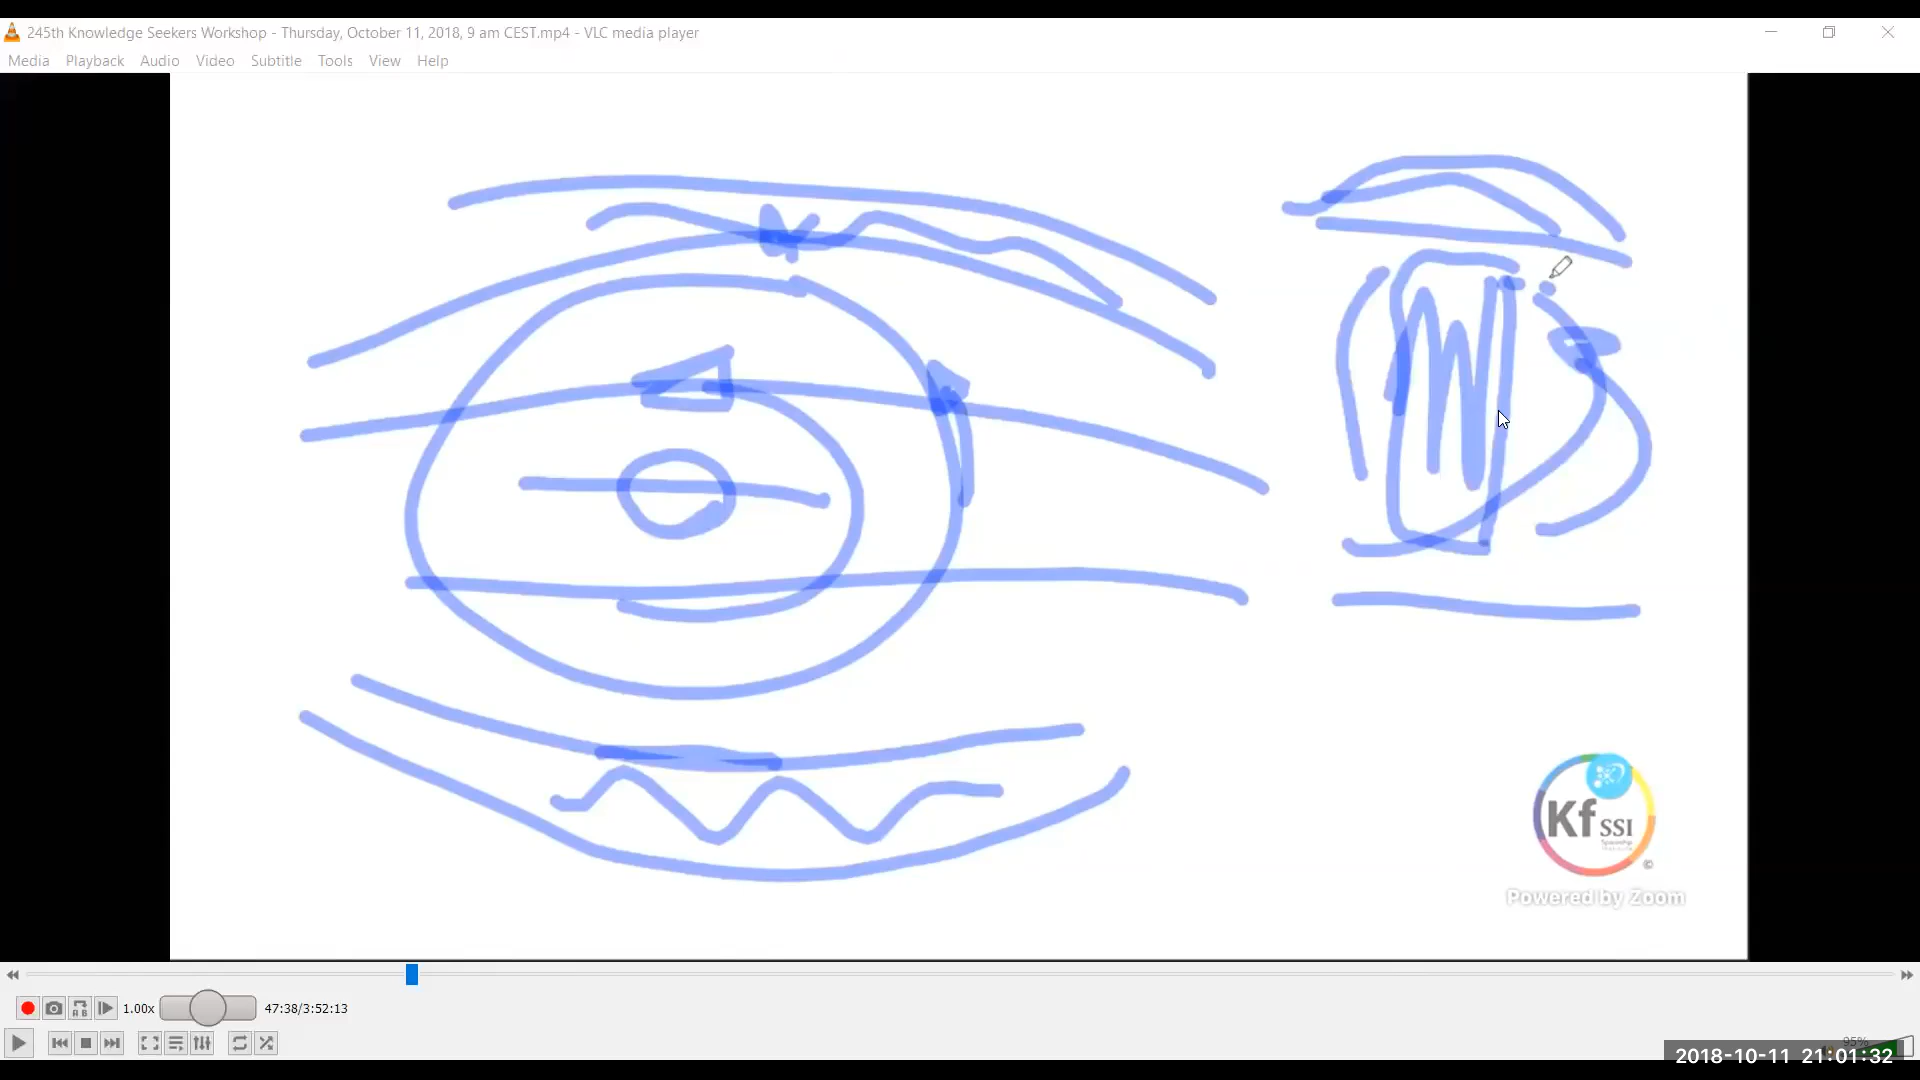 245th Knowledge Seekers Workshop - Thursday, October 11, 2018, 9 am CEST.mp4 - VLC media player
Media Playback Audio Video Subtitle Tools View Help
Kf SSI
©
Powered by Zoom
1.00x 47:38/3:52:13
95%
2018-10-11 21:01:32